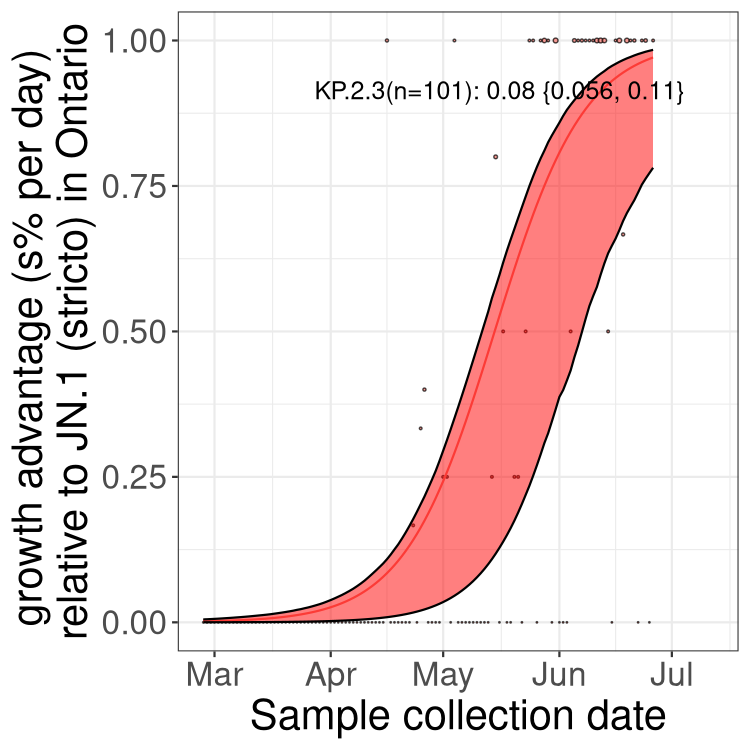 growth advantage (s% per day)
relative to JN.1 (stricto) in Ontario
1.00
0.75
0.50
0.25
0.00
KP.2.3(n=101): 0.08 {0.056, 0.11}
Mar Apr May Jun Jul
Sample collection date